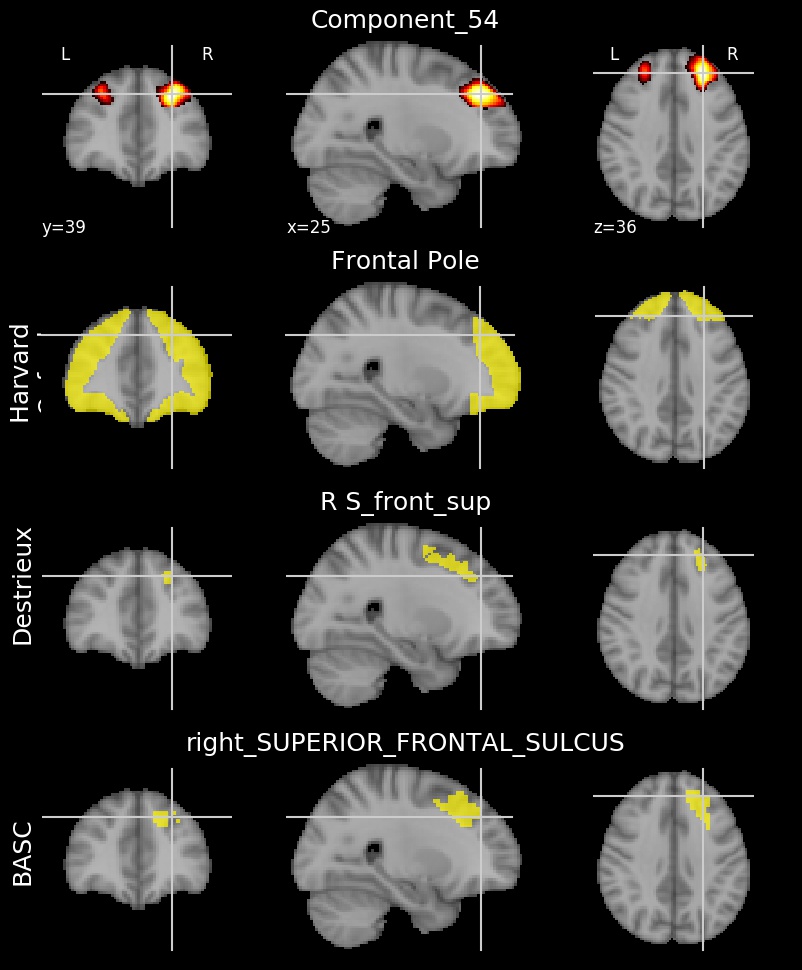 Component_54
L
R
L
R
y=39
x=25
z=36
Frontal Pole
Harvard
R S_front_sup
Destrieux
right_SUPERIOR_FRONTAL_SULCUS
BASC